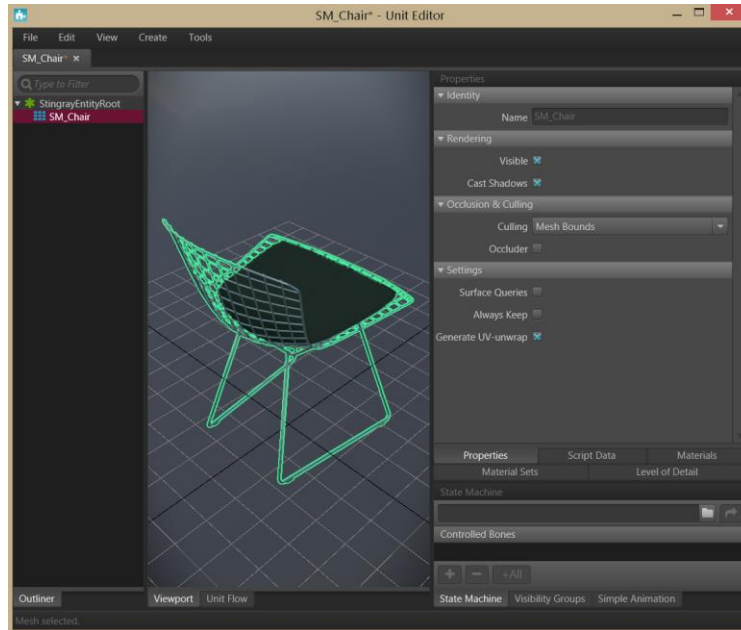 SM_Chair* - Unit Editor
File Edit View Create Tools
SM_Chair* ×
Type to Filter
StingrayEntityRoot
SM_Chair
Outliner
Viewport Unit Flow
Properties
Identity
Name SM_Chair
Rendering
Visible
Cast Shadows
Occlusion & Culling
Culling Mesh Bounds
Occluder
Settings
Surface Queries
Always Keep
Generate UV-unwrap
Properties Script Data Materials
Material Sets Level of Detail
State Machine
Controlled Bones
+All
State Machine Visibility Groups Simple Animation
Mesh selected.